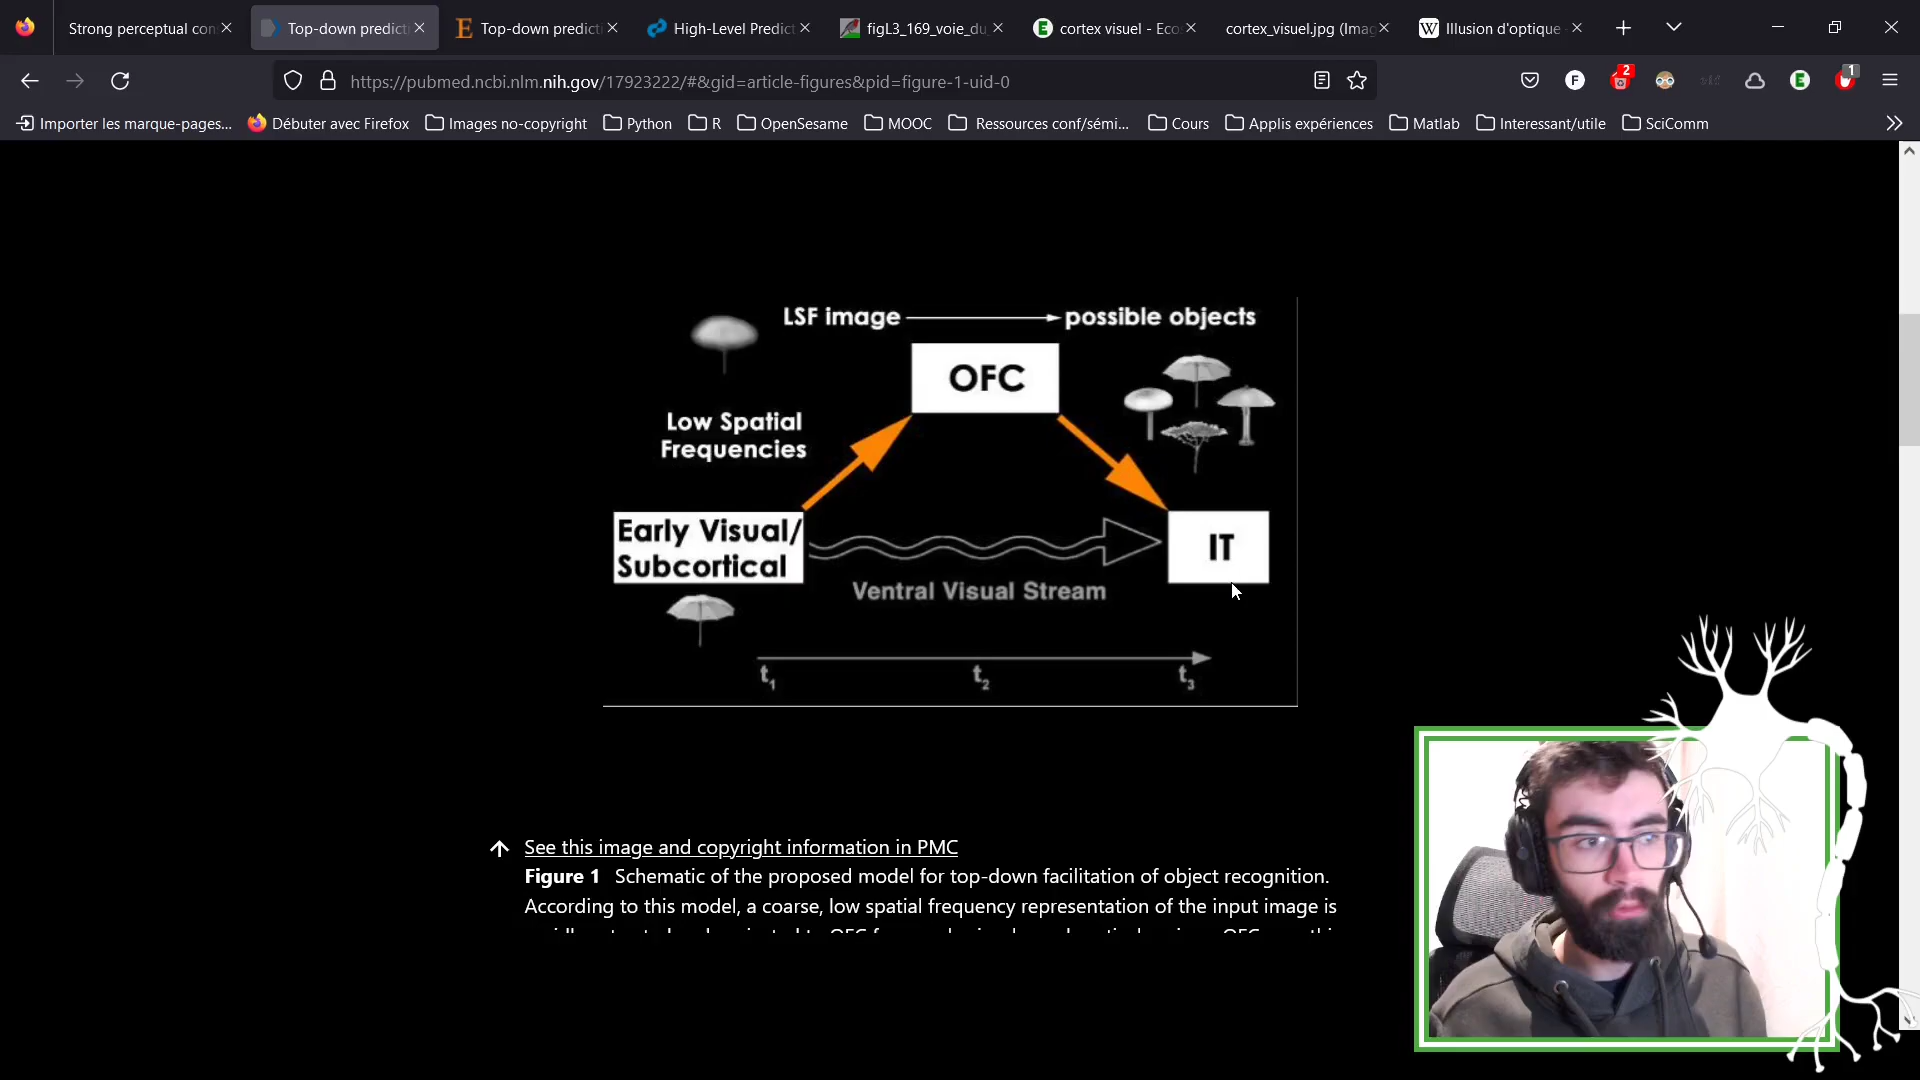 Strong perceptual con
Top-down predict
Top-down predicti
High-Level Predict
figL3_169_voie_du
cortex visuel - Eco
cortex_visuel.jpg (Imag
Illusion d'optique
https://pubmed.ncbi.nlm.nih.gov/17923222/#&gid=article-figures&pid=figure-1-uid-0
2
1
Importer les marque-pages...
Débuter avec Firefox
Images no-copyright
Python
R
OpenSesame
MOOC
Ressources conf/sémi...
Cours
Applis expériences
Matlab
Interessant/utile
SciComm
LSF image
possible objects
OFC
Low Spatial
Frequencies
Early Visual/
Subcortical
IT
Ventral Visual Stream
t1
t2
t3
See this image and copyright information in PMC
Figure 1 Schematic of the proposed model for top-down facilitation of object recognition.
According to this model, a coarse, low spatial frequency representation of the input image is